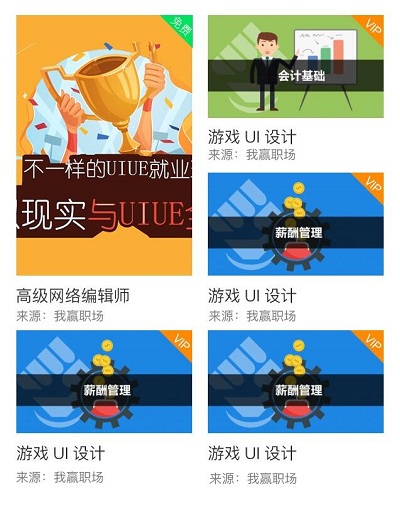 免费
不一样的UIUE就业
现实与UIUE
高级网络编辑师
来源：我赢职场
VIP
会计基础
游戏 UI 设计
来源：我赢职场
VIP
薪酬管理
游戏 UI 设计
来源：我赢职场
VIP
薪酬管理
游戏 UI 设计
来源：我赢职场
VIP
薪酬管理
游戏 UI 设计
来源：我赢职场